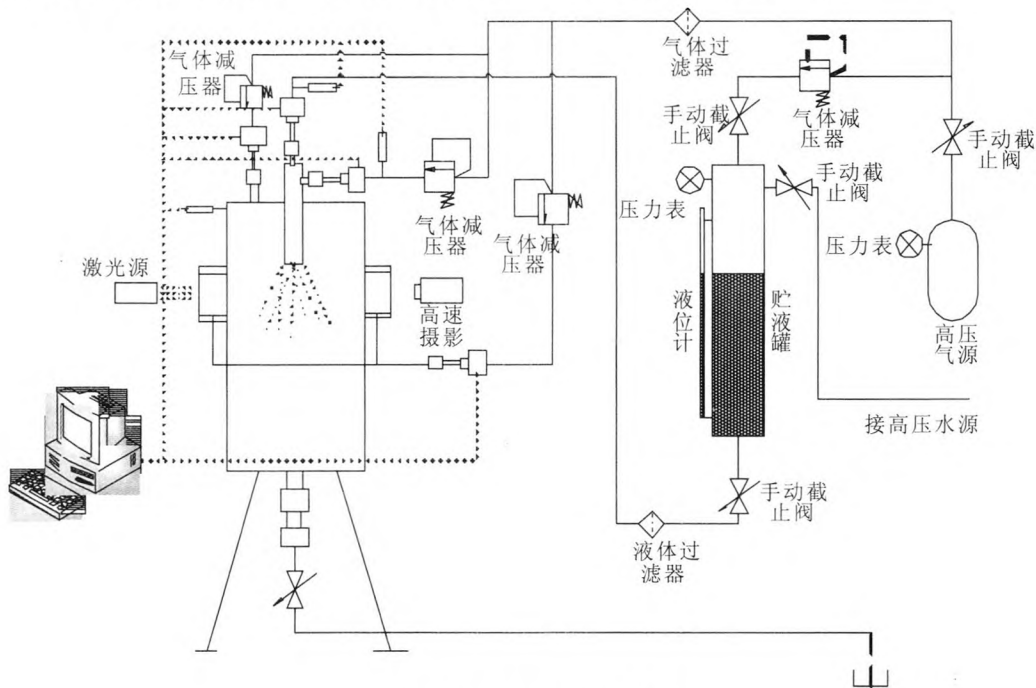 气体过
滤器
气体减
压器
气体减
压器
手动截
止阀
手动截
止阀
手动截
止阀
压力表
气体减
压器
气体减
压器
压力表
激光源
高速
摄影
液位计
贮液罐
高压
气源
接高压水源
手动截
止阀
液体过
滤器